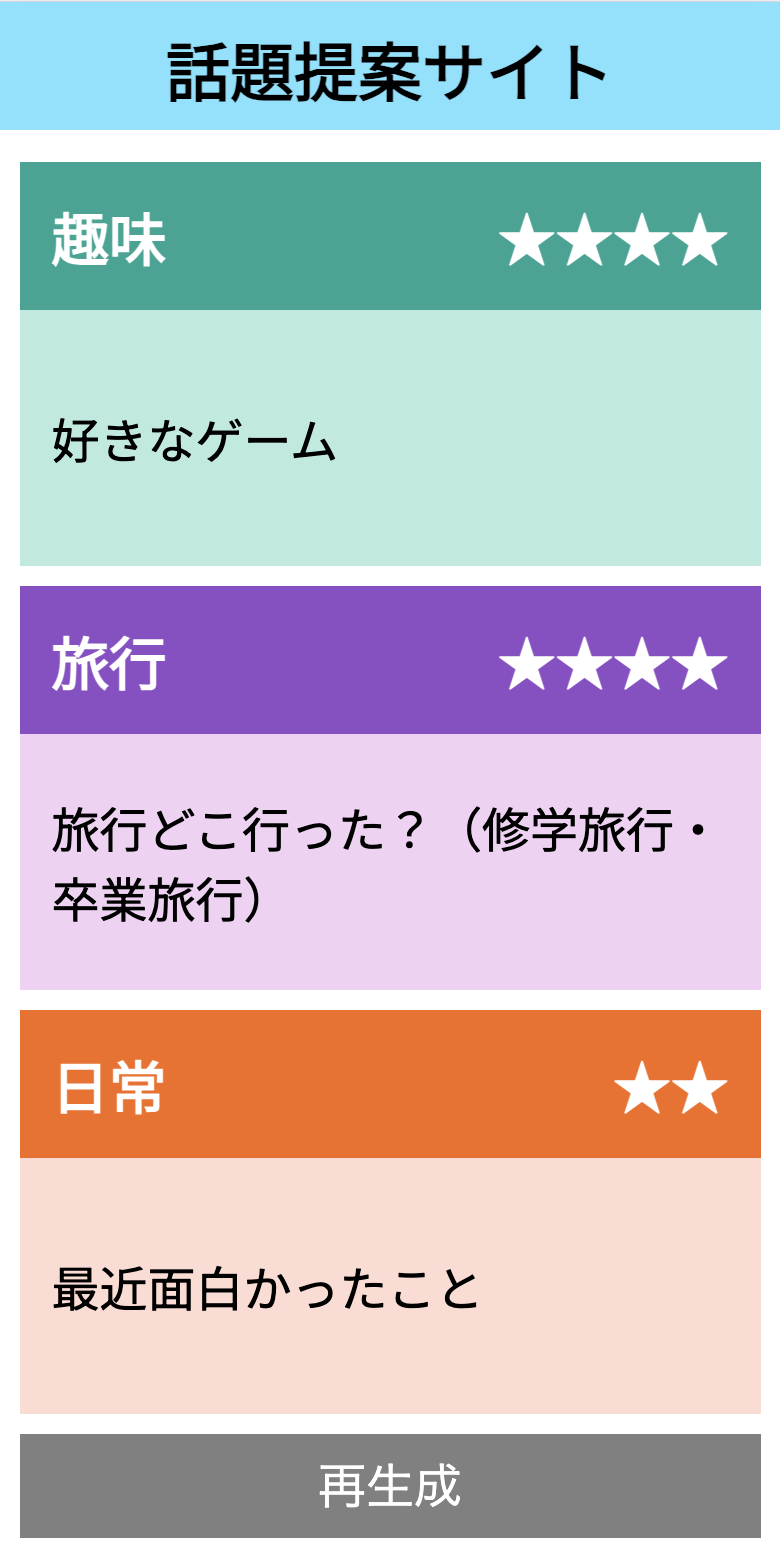 話題提案サイト
趣味 ★★★★
好きなゲーム
旅行 ★★★★
旅行どこ行った？（修学旅行・
卒業旅行）
日常 ★★
最近面白かったこと
再生成